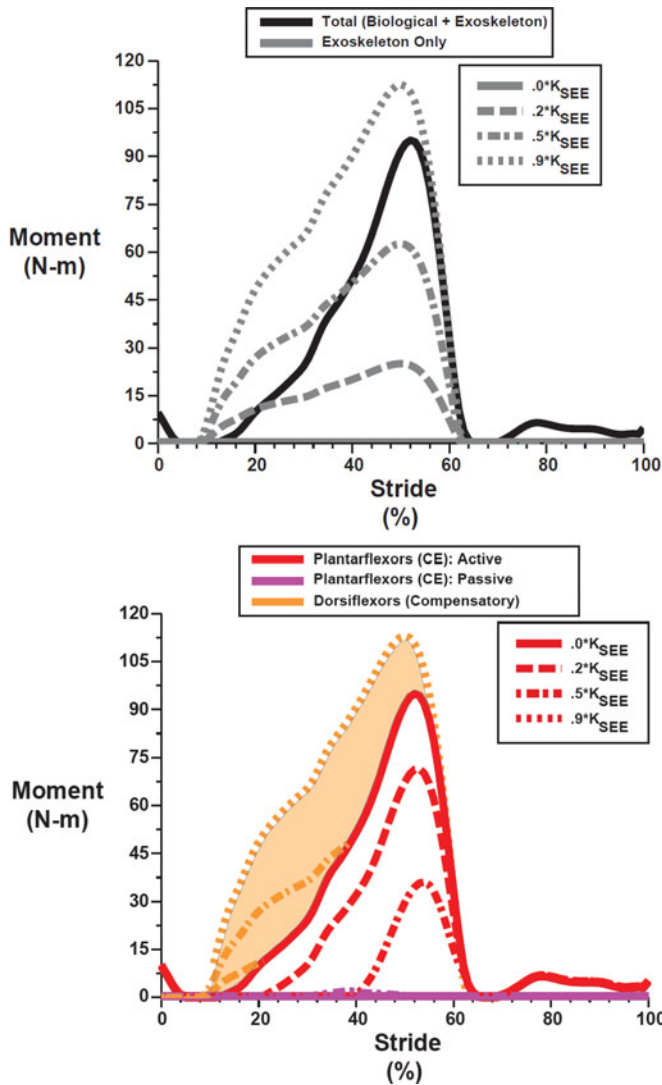 Total (Biological + Exoskeleton)
Exoskeleton Only
.0*KSEE
.2*KSEE
.5*KSEE
.9*KSEE
120
105
90
75
60
45
30
15
0
Moment
(N-m)
0 20 40 60 80 100
Stride
(%)
Plantarflexors (CE): Active
Plantarflexors (CE): Passive
Dorsiflexors (Compensatory)
.0*KSEE
.2*KSEE
.5*KSEE
.9*KSEE
120
105
90
75
60
45
30
15
0
Moment
(N-m)
0 20 40 60 80 100
Stride
(%)